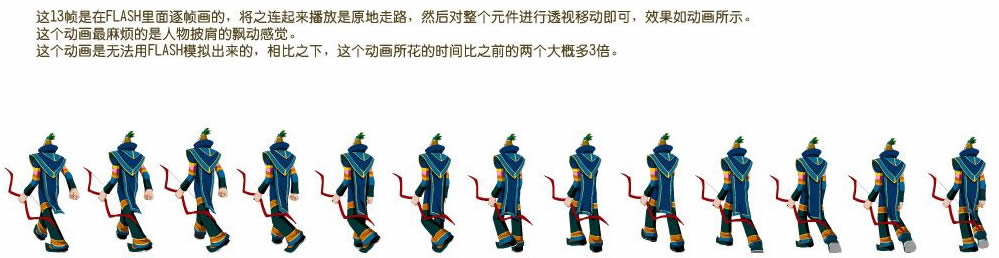 这13帧是在FLASH里面逐帧画的，将之连起来播放是原地走路，然后对整个元件进行透视移动即可，效果如动画所示。
这个动画最麻烦的是人物披肩的飘动感觉。
这个动画是无法用FLASH模拟出来的，相比之下，这个动画所花的时间比之前的两个大概多3倍。